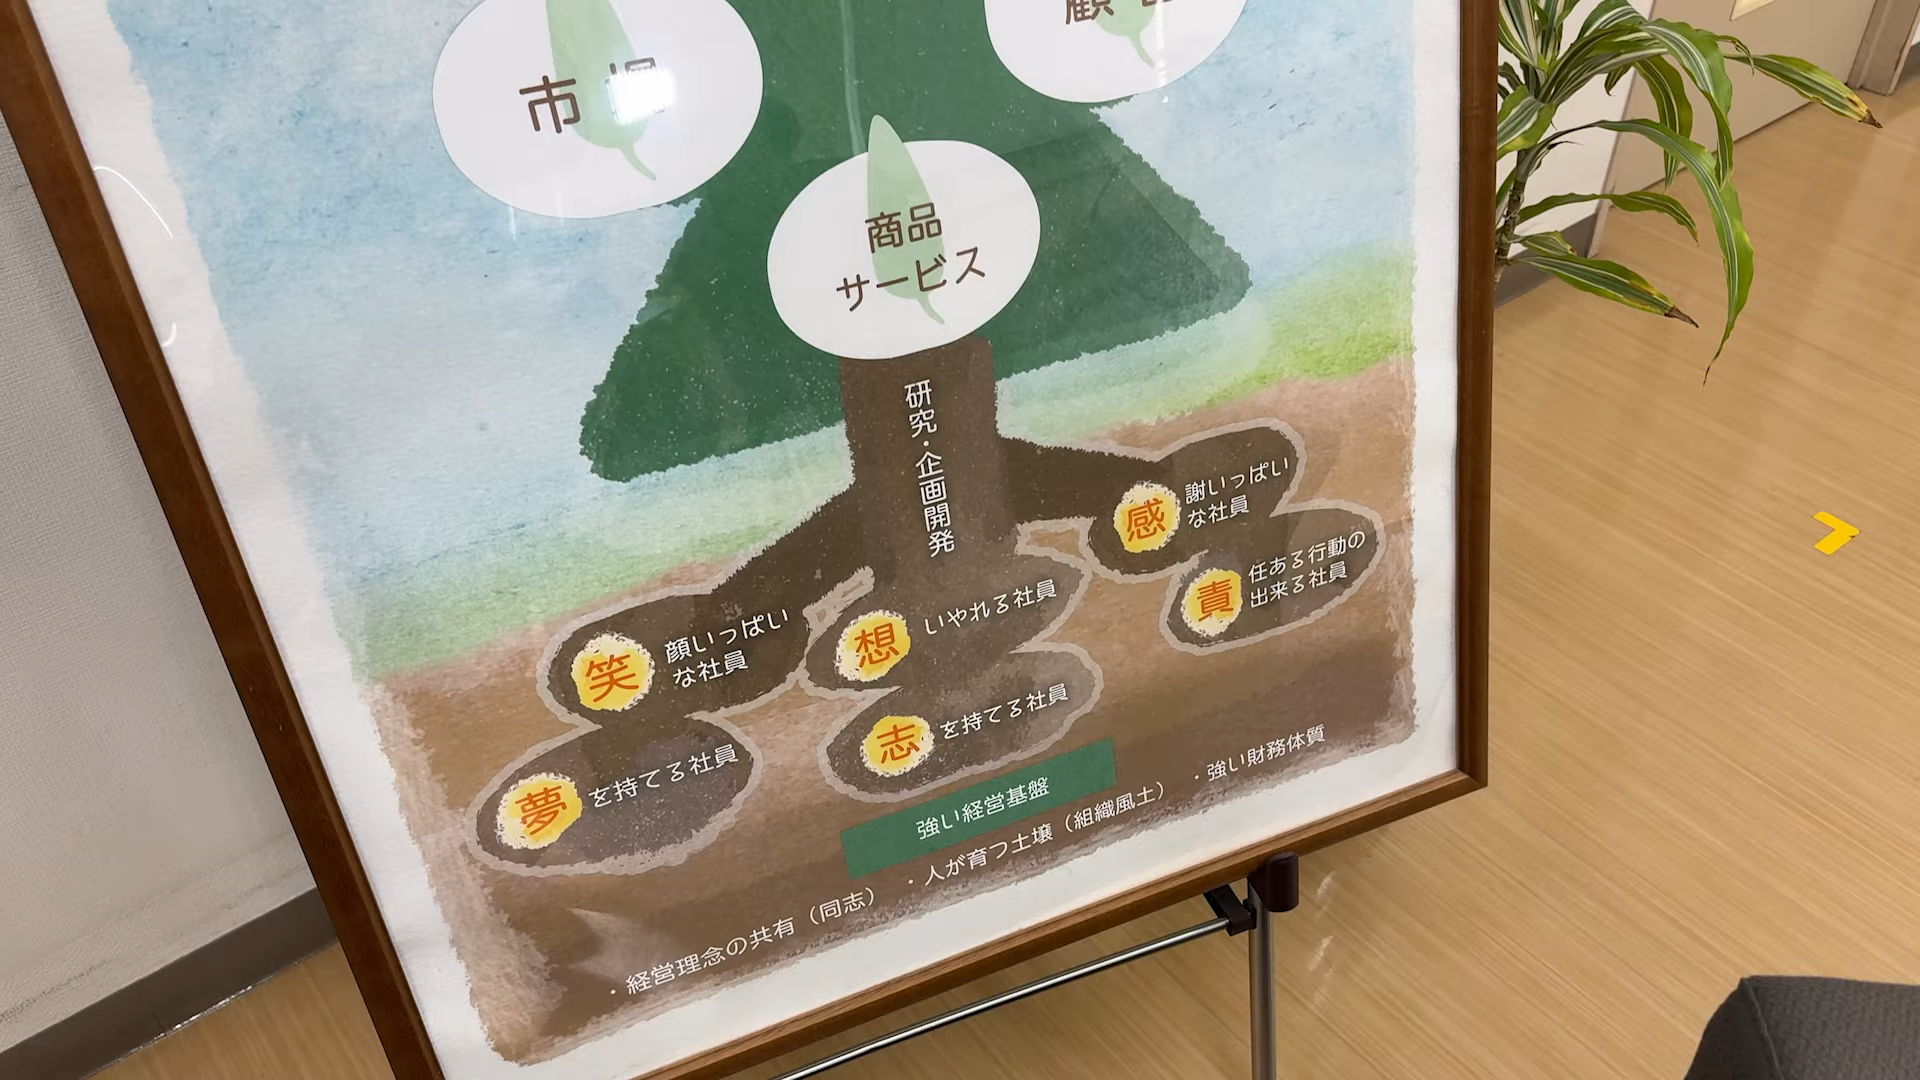 市
商品
サービス
研究・企画開発
感謝いっぱい
な社員
責任ある行動の
出来る社員
笑顔いっぱい
な社員
想いやれる社員
志を持てる社員
夢を持てる社員
強い経営基盤
・経営理念の共有（同志）　・人が育つ土壌（組織風土）　・強い財務体質